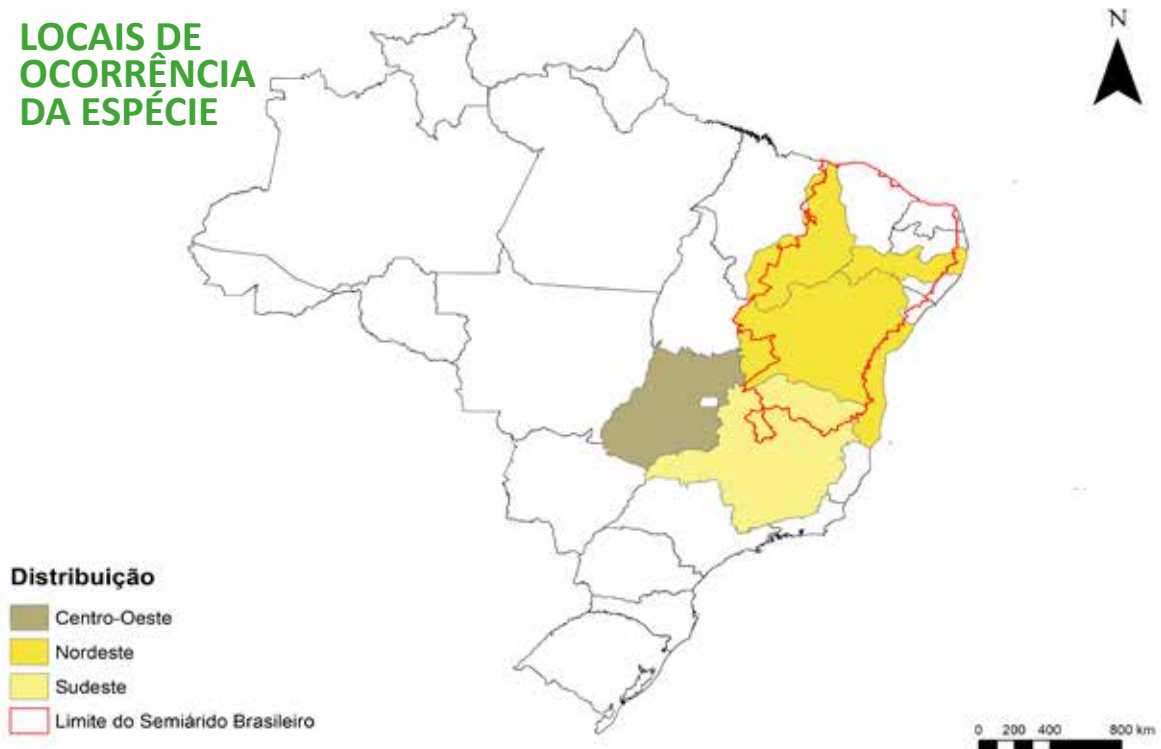 LOCAIS DE
OCORRÊNCIA
DA ESPÉCIE
N
Distribuição
Centro-Oeste
Nordeste
Sudeste
Limite do Semiárido Brasileiro
0 200 400 800 km